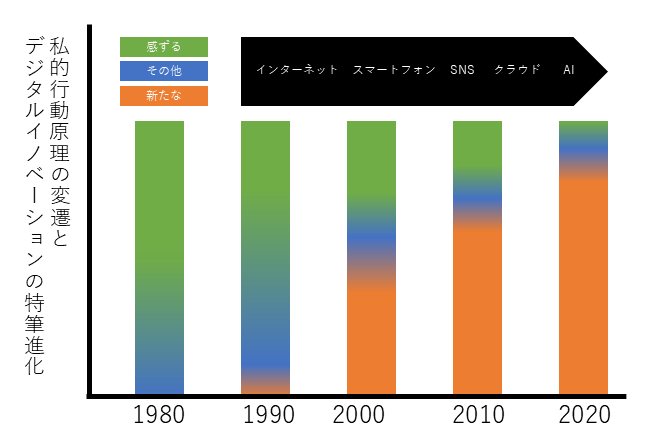 私的行動原理の変遷と
デジタルイノベーションの特筆進化
感ずる
その他
新たな
インターネット スマートフォン SNS クラウド AI
1980 1990 2000 2010 2020